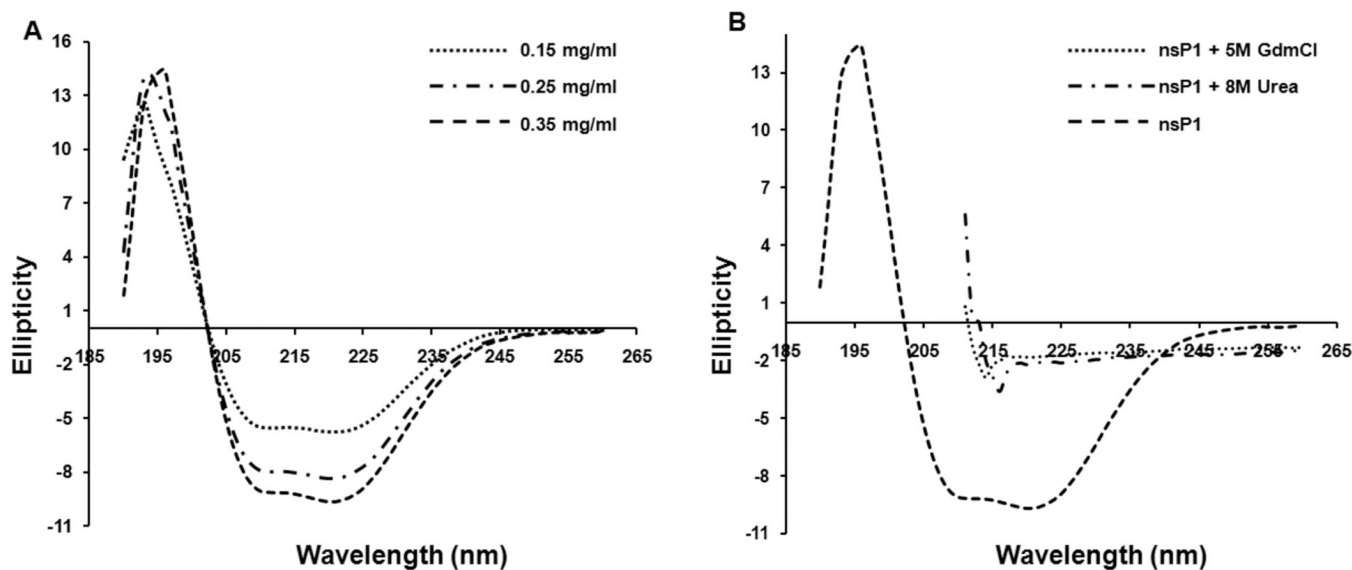 A
16
13
10
7
4
1
-2
-5
-8
-11
185 195 205 215 225 235 245 255 265
Ellipticity
Wavelength (nm)
0.15 mg/ml
0.25 mg/ml
0.35 mg/ml
B
13
10
7
4
1
-2
-5
-8
-11
185 195 205 215 225 235 245 255 265
Ellipticity
Wavelength (nm)
nsP1 + 5M GdmCl
nsP1 + 8M Urea
nsP1